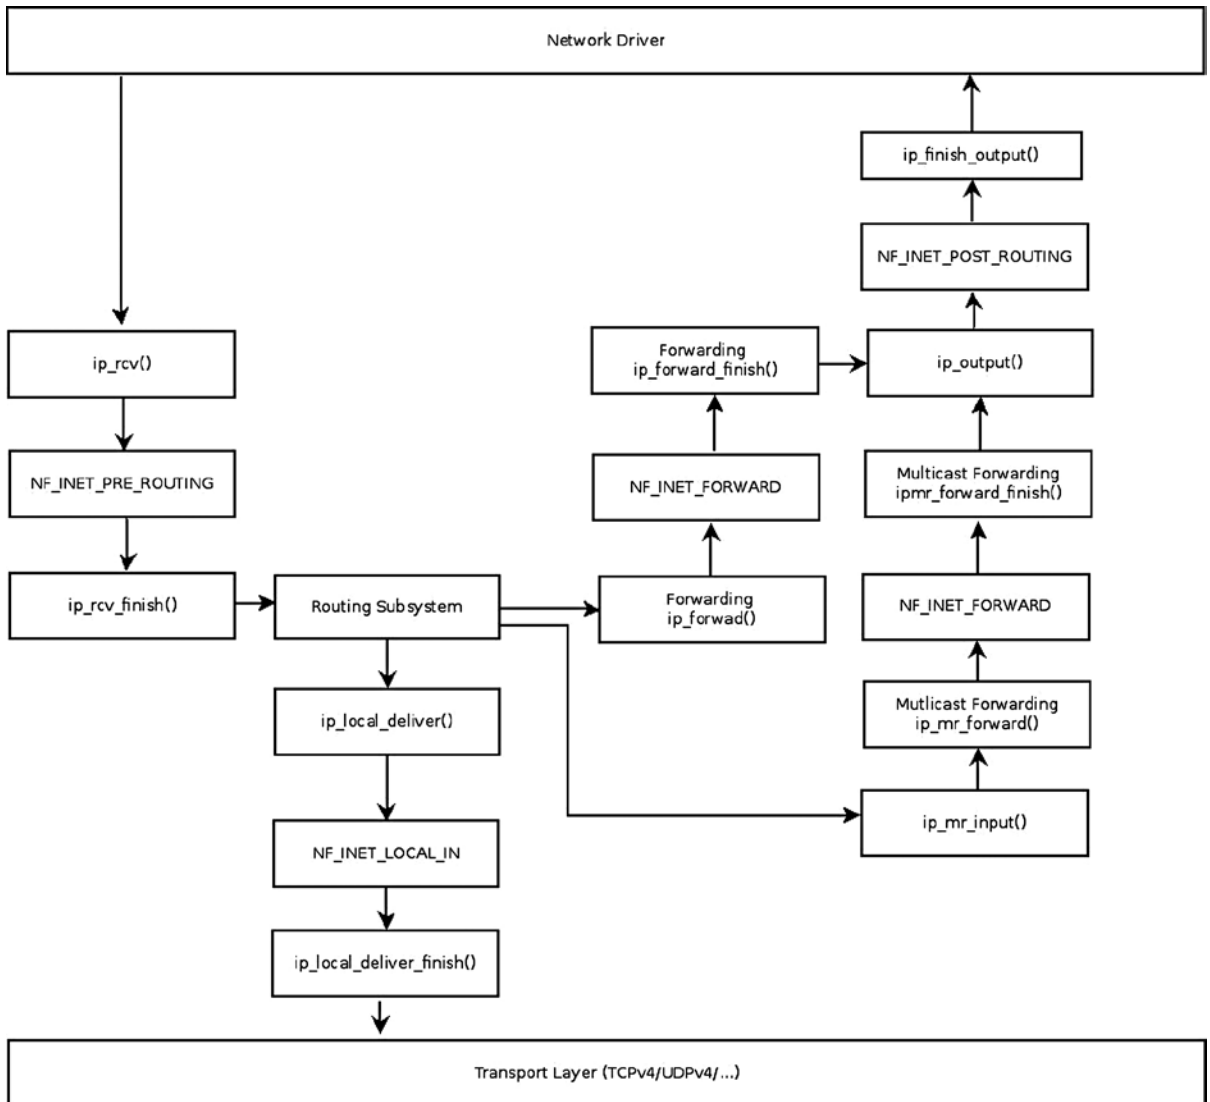 Network Driver
ip_finish_output()
NF_INET_POST_ROUTING
ip_rcv()
Forwarding
ip_forward_finish()
ip_output()
NF_INET_PRE_ROUTING
NF_INET_FORWARD
Multicast Forwarding
ipmr_forward_finish()
ip_rcv_finish()
Routing Subsystem
Forwarding
ip_forwad()
NF_INET_FORWARD
ip_local_deliver()
Mutlicast Forwarding
ip_mr_forward()
NF_INET_LOCAL_IN
ip_mr_input()
ip_local_deliver_finish()
Transport Layer (TCPv4/UDPv4/...)